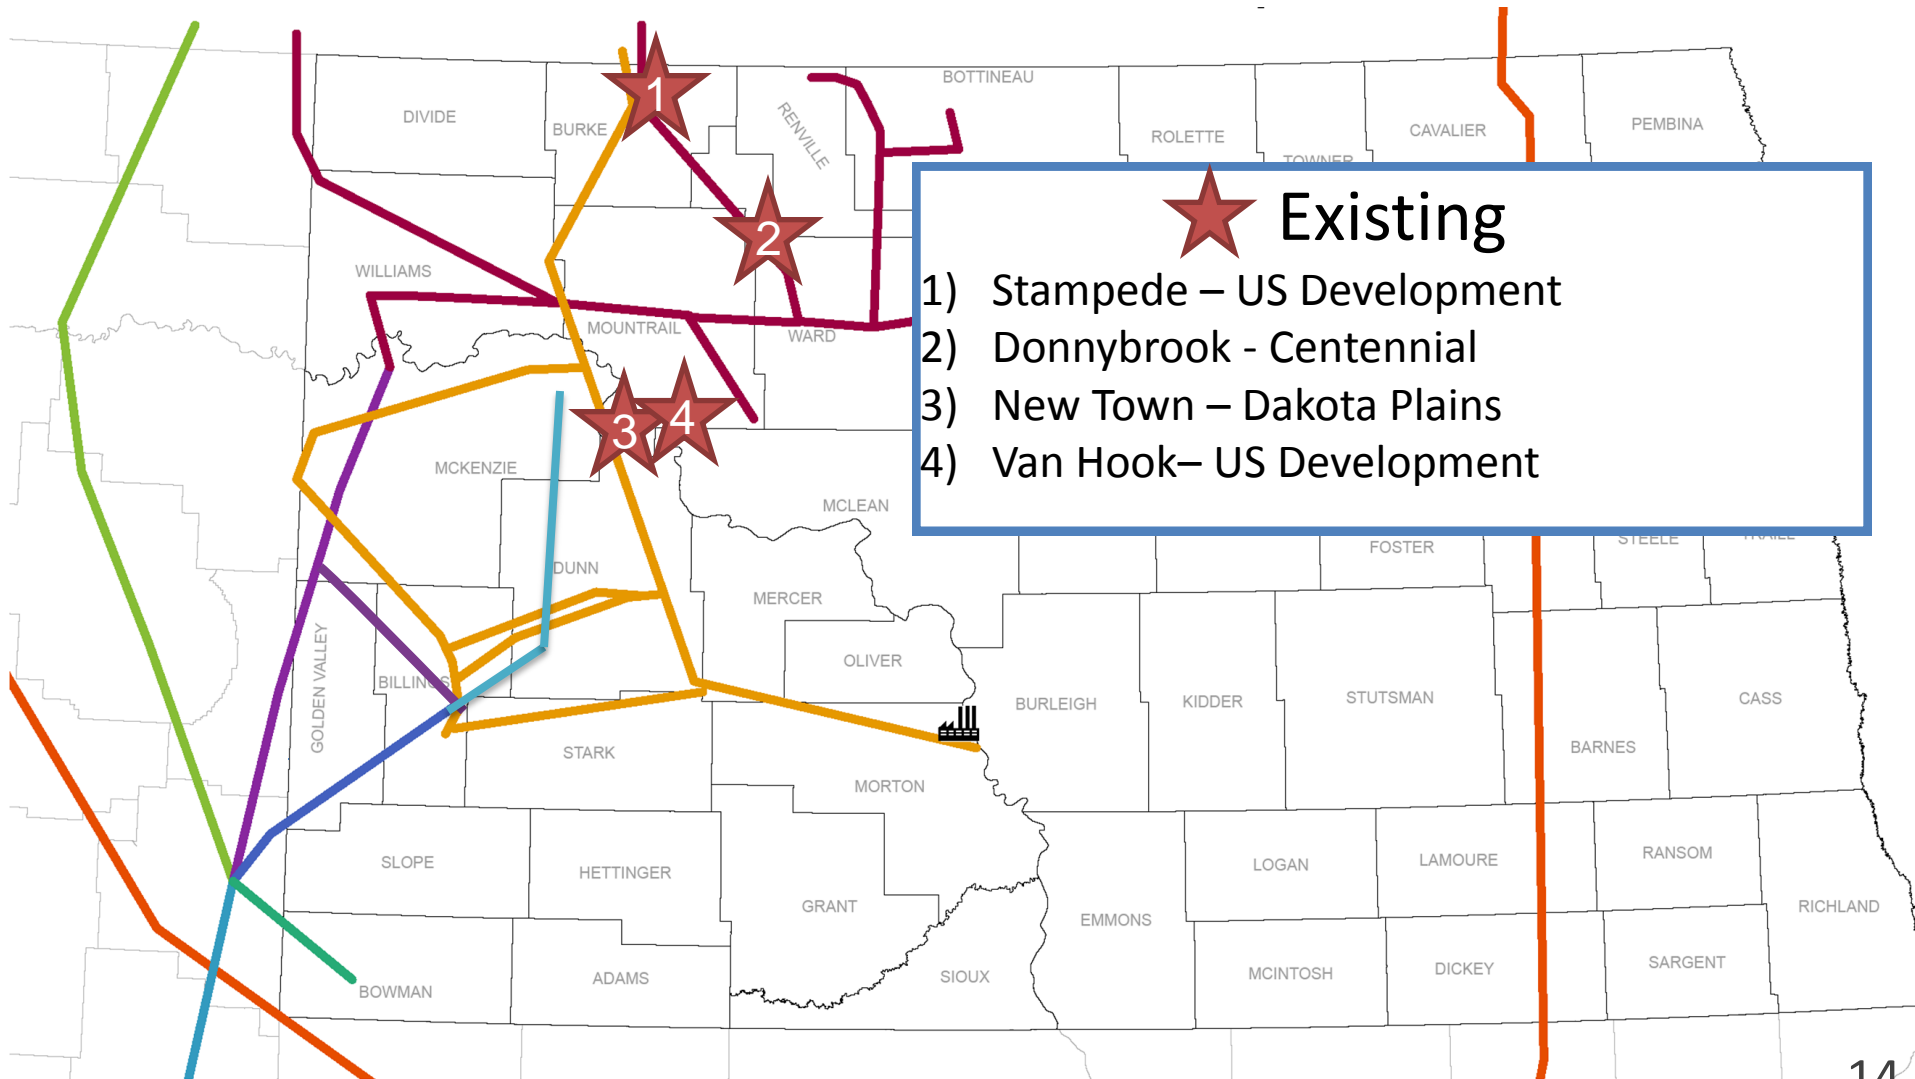 BOTTINEAU
DIVIDE
BURKE
1
RENVILLE
ROLETTE
TOWNER
CAVALIER
PEMBINA
Existing
1) Stampede – US Development
2) Donnybrook - Centennial
3) New Town – Dakota Plains
4) Van Hook– US Development
2
WILLIAMS
MOUNTRAIL
WARD
3
4
MCKENZIE
MCLEAN
DUNN
MERCER
FOSTER
STEELE
TRAILL
GOLDEN VALLEY
BILLINGS
OLIVER
BURLEIGH
KIDDER
STUTSMAN
CASS
STARK
BARNES
MORTON
SLOPE
HETTINGER
LOGAN
LAMOURE
RANSOM
GRANT
EMMONS
RICHLAND
BOWMAN
ADAMS
SIOUX
MCINTOSH
DICKEY
SARGENT
14